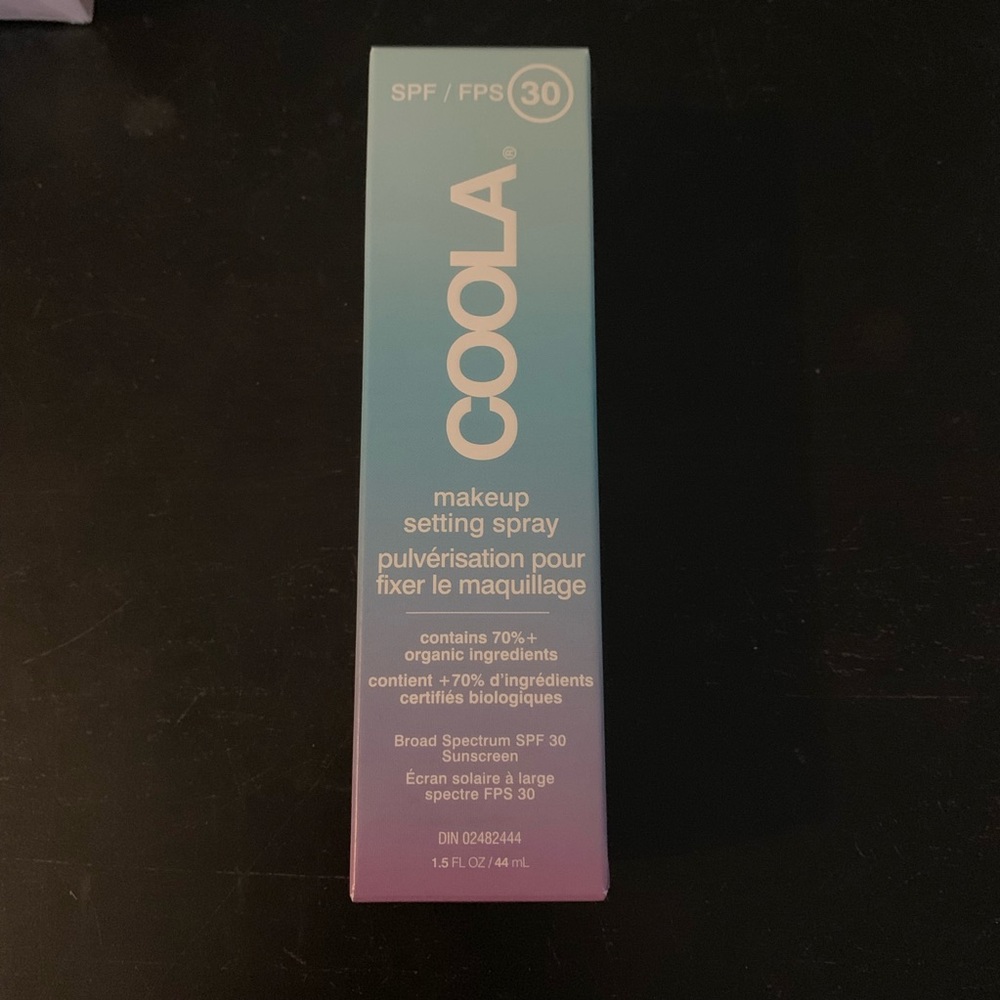 SPF / FPS 30
COOLA®
makeup
setting spray
pulvérisation pour
fixer le maquillage
contains 70%+
organic ingredients
contient +70% d'ingrédients
certifiés biologiques
Broad Spectrum SPF 30
Sunscreen
Écran solaire à large
spectre FPS 30
DIN 02482444
1.5 FL OZ / 44 mL